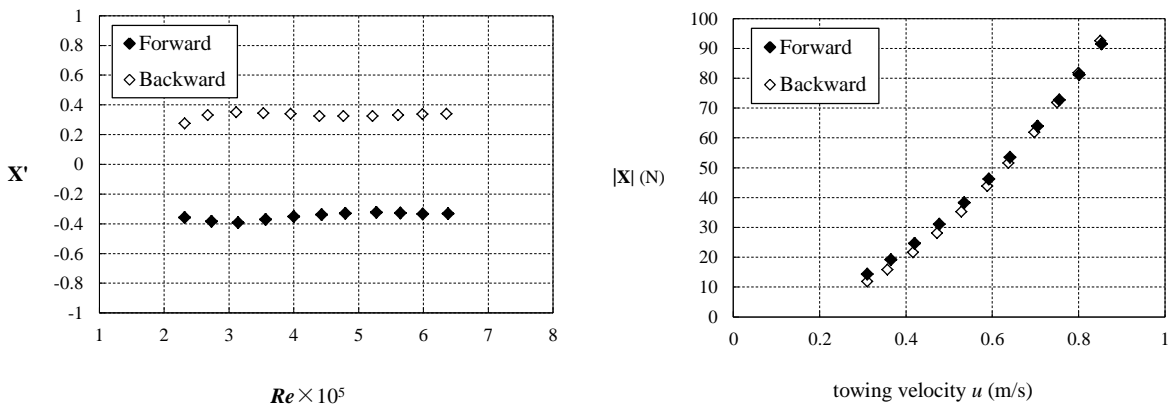 1
0.8
0.6
0.4
0.2
0
-0.2
-0.4
-0.6
-0.8
-1
X'
Forward
Backward
1 2 3 4 5 6 7 8
Re×10⁵
100
90
80
70
60
50
40
30
20
10
0
|X| (N)
Forward
Backward
0 0.2 0.4 0.6 0.8 1
towing velocity u (m/s)